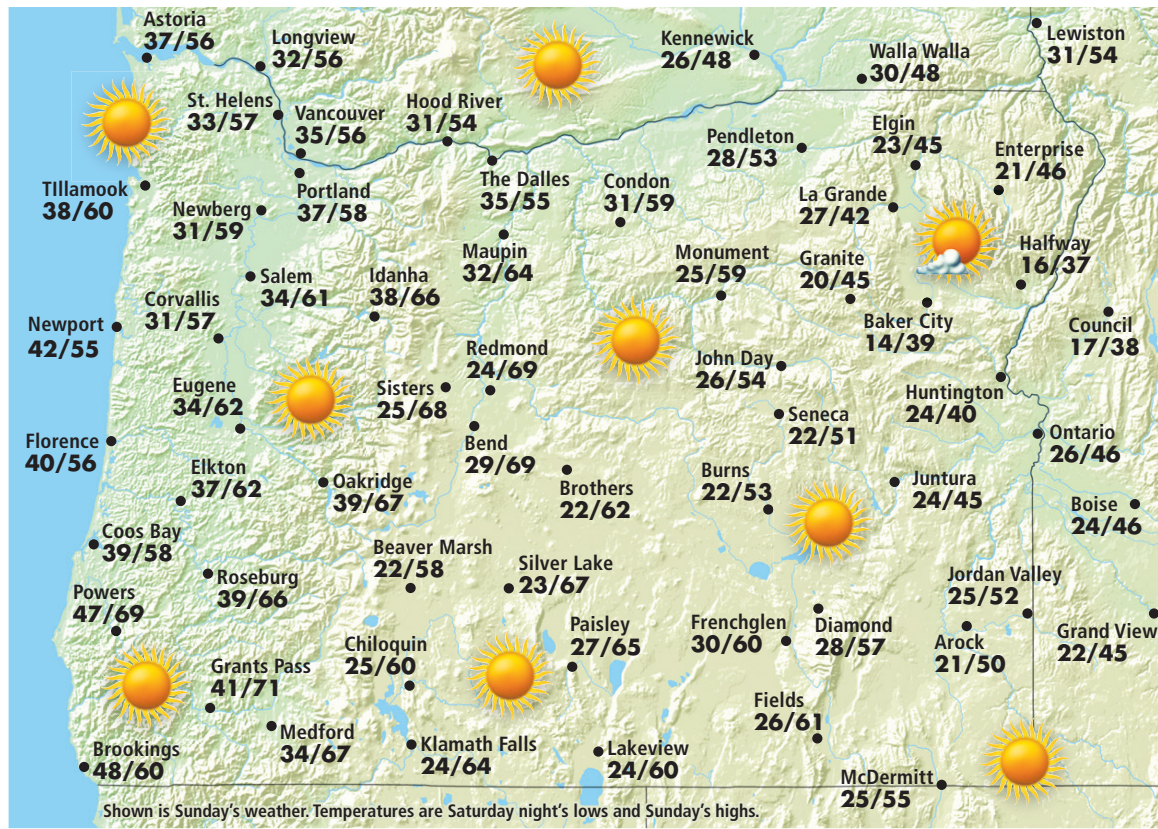 Astoria
37/56
Longview
32/56
Kennewick
26/48
Walla Walla
30/48
Lewiston
31/54
St. Helens
33/57
Vancouver
35/56
Hood River
31/54
Pendleton
28/53
Elgin
23/45
Enterprise
21/46
TIllamook
38/60
Newberg
31/59
Portland
37/58
The Dalles
35/55
Condon
31/59
La Grande
27/42
Maupin
32/64
Monument
25/59
Granite
20/45
Halfway
16/37
Salem
34/61
Idanha
38/66
Corvallis
31/57
Newport
42/55
Baker City
14/39
Council
17/38
Redmond
24/69
John Day
26/54
Eugene
34/62
Sisters
25/68
Huntington
24/40
Seneca
22/51
Florence
40/56
Bend
29/69
Ontario
26/46
Elkton
37/62
Oakridge
39/67
Brothers
22/62
Burns
22/53
Juntura
24/45
Boise
24/46
Coos Bay
39/58
Beaver Marsh
22/58
Silver Lake
23/67
Roseburg
39/66
Powers
47/69
Jordan Valley
25/52
Chiloquin
25/60
Paisley
27/65
Frenchglen
30/60
Diamond
28/57
Arock
21/50
Grand View
22/45
Grants Pass
41/71
Fields
26/61
Medford
34/67
Klamath Falls
24/64
Lakeview
24/60
Brookings
48/60
McDermitt
25/55
Shown is Sunday's weather. Temperatures are Saturday night's lows and Sunday's highs.